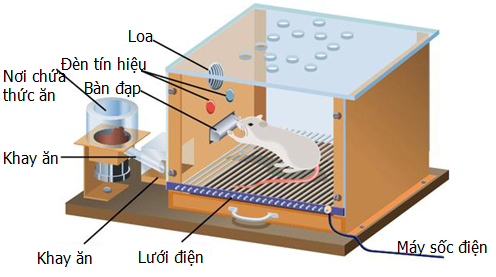 Loa
Đèn tín hiệu
Nơi chứa
thức ăn
Bàn đạp
Khay ăn
Khay ăn
Lưới điện
Máy sốc điện